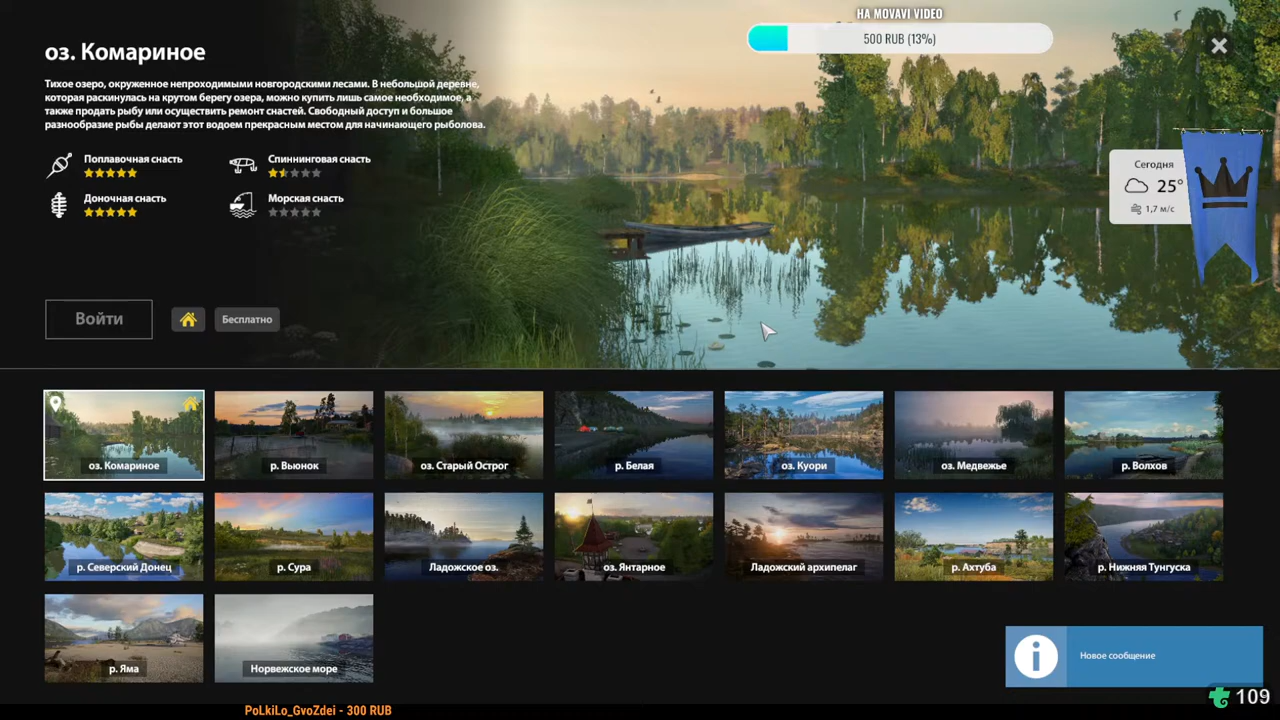 НА MOVAVI VIDEO
500 RUB (13%)
оз. Комариное
Тихое озеро, окруженное непроходимыми новгородскими лесами. В небольшой деревне,
которая раскинулась на крутом берегу озера, можно купить лишь самое необходимое, а
также продать рыбу или осуществить ремонт снастей. Свободный доступ и большое
разнообразие рыбы делают этот водоем прекрасным местом для начинающего рыболова.
Поплавочная снасть
Спиннинговая снасть
Доночная снасть
Морская снасть
Сегодня
25°
1,7 м/с
Войти
Бесплатно
оз. Комариное
р. Вьюнок
оз. Старый Острог
р. Белая
оз. Куори
оз. Медвежье
р. Волхов
р. Северский Донец
р. Сура
Ладожское оз.
оз. Янтарное
Ладожский архипелаг
р. Ахтуба
р. Нижняя Тунгуска
р. Яма
Норвежское море
Новое сообщение
109
PoLkiLo_GvoZdei - 300 RUB